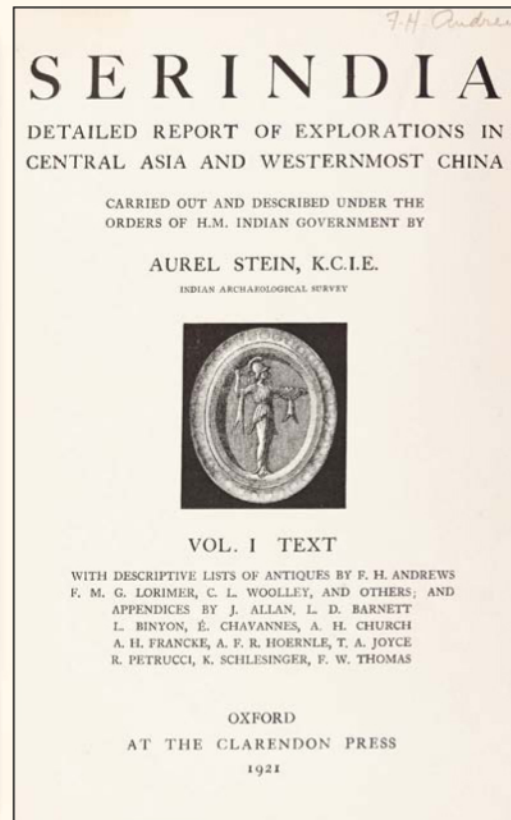 F. H. Andrew
SERINDIA
DETAILED REPORT OF EXPLORATIONS IN
CENTRAL ASIA AND WESTERNMOST CHINA
CARRIED OUT AND DESCRIBED UNDER THE
ORDERS OF H.M. INDIAN GOVERNMENT BY
AUREL STEIN, K.C.I.E.
INDIAN ARCHAEOLOGICAL SURVEY
VOL. I TEXT
WITH DESCRIPTIVE LISTS OF ANTIQUES BY F. H. ANDREWS
F. M. G. LORIMER, C. L. WOOLLEY, AND OTHERS; AND
APPENDICES BY J. ALLAN, L. D. BARNETT
L. BINYON, É. CHAVANNES, A. H. CHURCH
A. H. FRANCKE, A. F. R. HOERNLE, T. A. JOYCE
R. PETRUCCI, K. SCHLESINGER, F. W. THOMAS
OXFORD
AT THE CLARENDON PRESS
1921